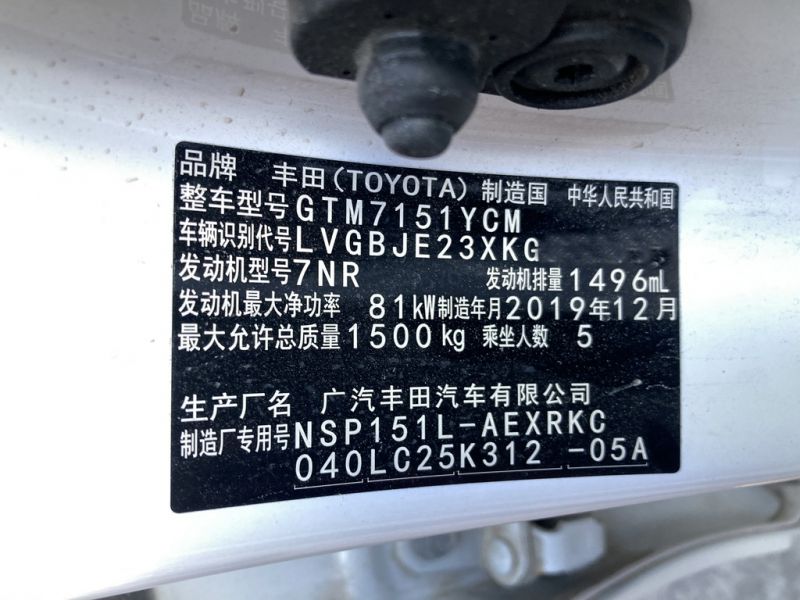 品牌 丰田(TOYOTA) 制造国 中华人民共和国
整车型号 GTM7151YCM
车辆识别代号 LVGBJE23XKG
发动机型号 7NR 发动机排量 1496mL
发动机最大净功率 81kW 制造年月 2019年12月
最大允许总质量 1500kg 乘坐人数 5
生产厂名 广汽丰田汽车有限公司
制造厂专用号 NSP151L-AEXRKC
040LC25K312 -05A